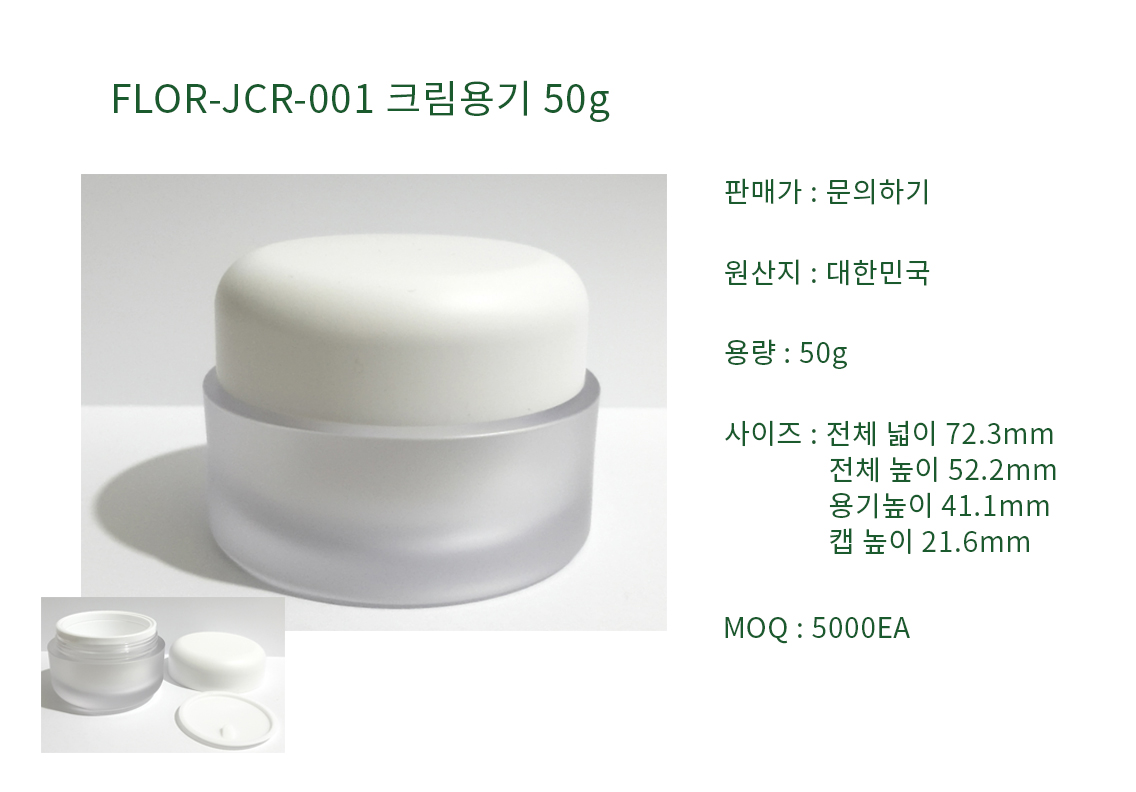 FLOR-JCR-001 크림용기 50g
판매가 : 문의하기
원산지 : 대한민국
용량 : 50g
사이즈 : 전체 넓이 72.3mm
전체 높이 52.2mm
용기높이 41.1mm
캡 높이 21.6mm
MOQ : 5000EA